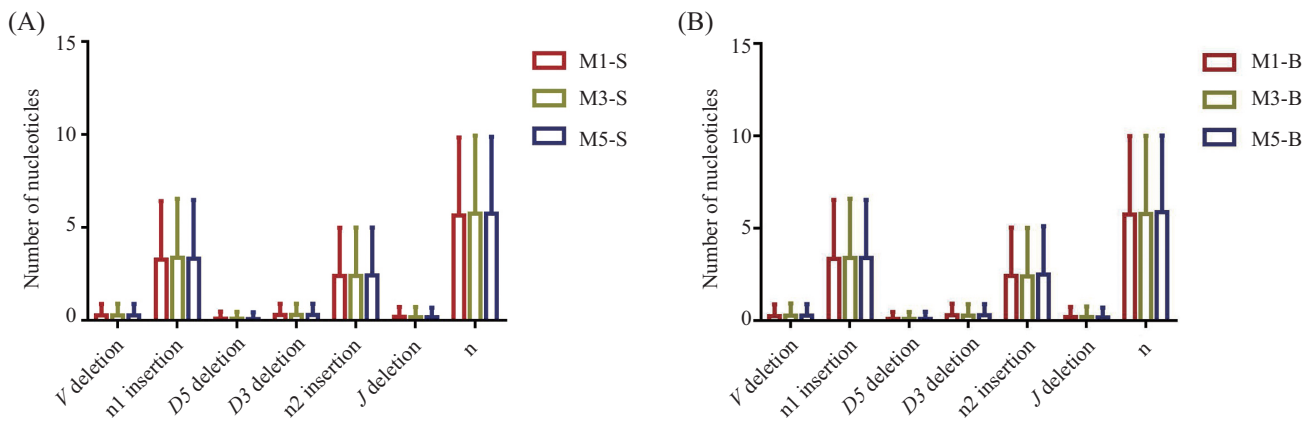 (A)
15
10
5
0
Number of nucleoticles
V deletion
n1 insertion
D5 deletion
D3 deletion
n2 insertion
J deletion
n
M1-S
M3-S
M5-S
(B)
15
10
5
0
Number of nucleoticles
V deletion
n1 insertion
D5 deletion
D3 deletion
n2 insertion
J deletion
n
M1-B
M3-B
M5-B